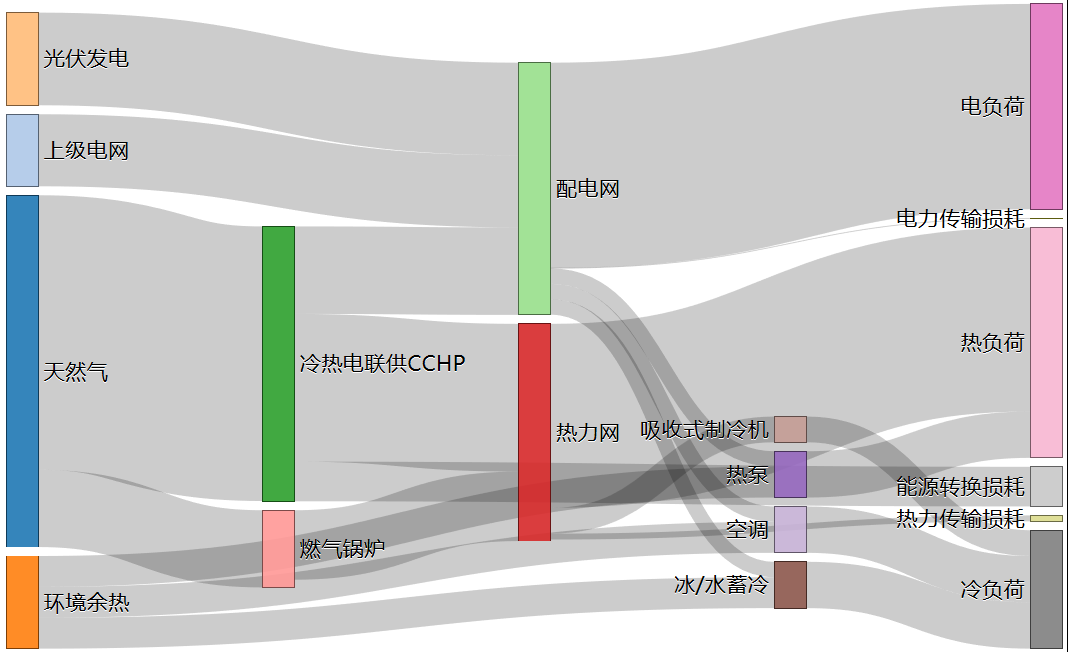 光伏发电
上级电网
天然气
环境余热
冷热电联供CCHP
燃气锅炉
配电网
热力网
吸收式制冷机
热泵
空调
冰/水蓄冷
电负荷
电力传输损耗
热负荷
能源转换损耗
热力传输损耗
冷负荷